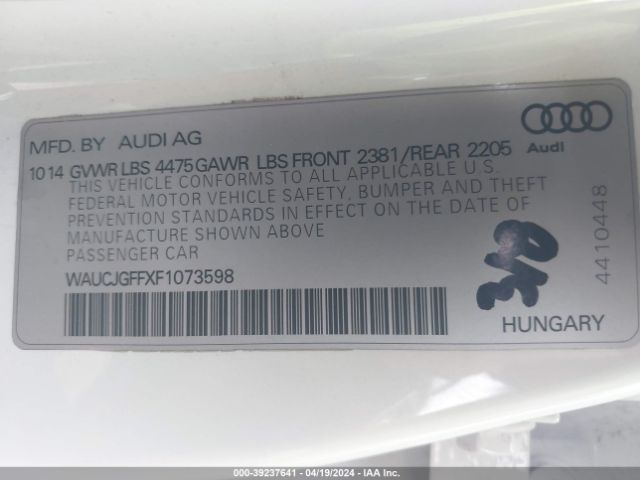 MFD. BY AUDI AG
Audi
10 14 GVWR LBS 4475 GAWR LBS FRONT 2381/REAR 2205
THIS VEHICLE CONFORMS TO ALL APPLICABLE U.S.
FEDERAL MOTOR VEHICLE SAFETY, BUMPER AND THEFT
PREVENTION STANDARDS IN EFFECT ON THE DATE OF
MANUFACTURE SHOWN ABOVE
PASSENGER CAR
WAUCJGFFXF1073598
4410448
HUNGARY
000-39237641 - 04/19/2024 - IAA Inc.